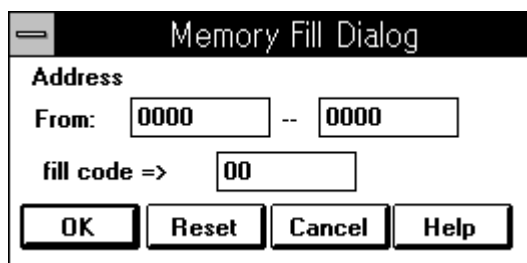 Memory Fill Dialog
Address
From: 0000 -- 0000
fill code => 00
OK Reset Cancel Help